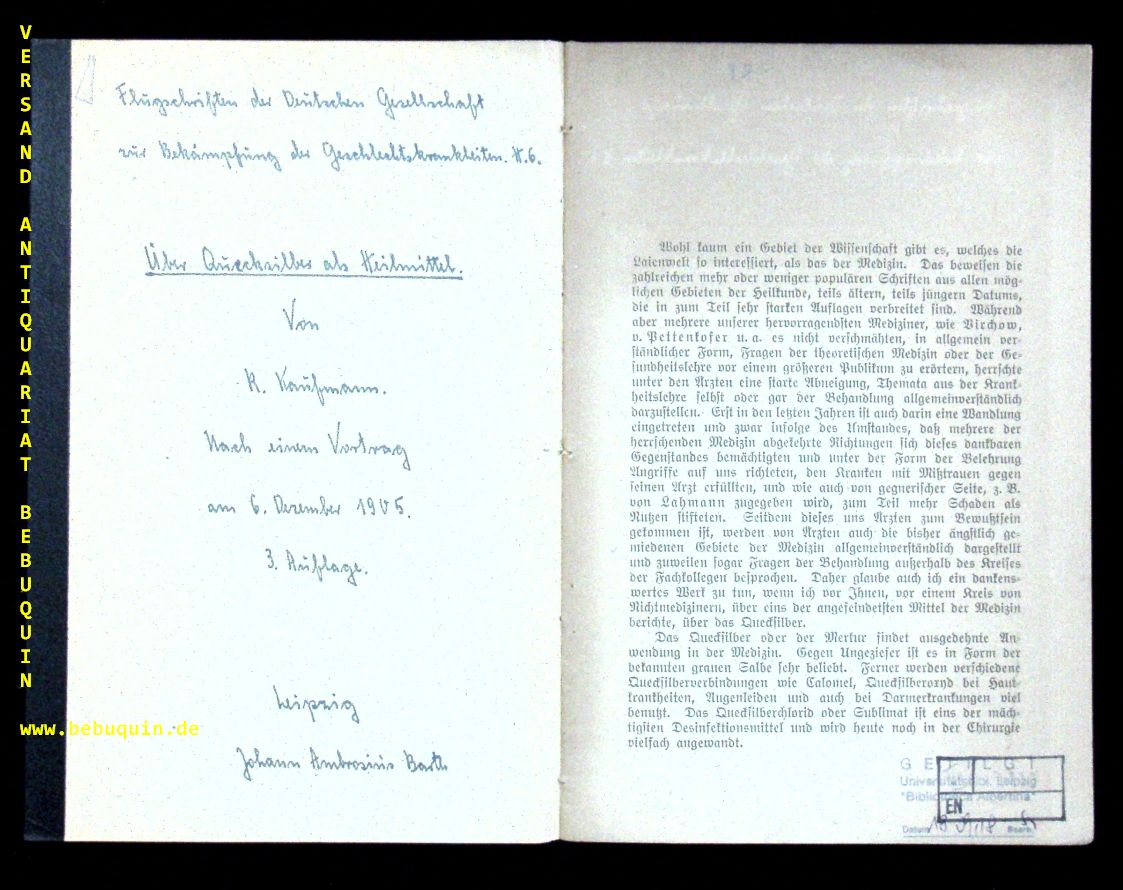 VERSAND ANTIQUARIAT BEBUQUIN
www.bebuquin.de
Flugschriften der Deutschen Gesellschaft
zur Bekämpfung der Geschlechtskrankheiten. H.6.
Über Quecksilber als Heilmittel.
Von
R. Kaufmann.
Nach einem Vortrag
am 6. Dezember 1905.
3. Auflage.
Leipzig
Johann Ambrosius Barth
Wohl kaum ein Gebiet der Wissenschaft gibt es, welches die
Laienwelt so interessiert, als das der Medizin. Das beweisen die
zahlreichen mehr oder weniger populären Schriften aus allen mög-
lichen Gebieten der Heilkunde, teils ältern, teils jüngern Datums,
die in zum Teil sehr starken Auflagen verbreitet sind. Während
aber mehrere unserer hervorragendsten Mediziner, wie Virchow,
v. Pettenkofer u. a. es nicht verschmähten, in allgemein ver-
ständlicher Form, Fragen der theoretischen Medizin oder der Ge-
sundheitslehre vor einem größeren Publikum zu erörtern, herrschte
unter den Ärzten eine starke Abneigung, Themata aus der Krank-
heitslehre selbst oder gar der Behandlung allgemeinverständlich
darzustellen. Erst in den letzten Jahren ist auch darin eine Wandlung
eingetreten und zwar infolge des Umstandes, daß mehrere der
herrschenden Medizin abgekehrte Richtungen sich dieses dankbaren
Gegenstandes bemächtigten und unter der Form der Belehrung
Angriffe auf uns richteten, den Kranken mit Mißtrauen gegen
seinen Arzt erfüllten, und wie auch von gegnerischer Seite, z. B.
von Lahmann zugegeben wird, zum Teil mehr Schaden als
Nutzen stifteten. Seitdem dieses uns Ärzten zum Bewußtsein
gekommen ist, werden von Ärzten auch die bisher ängstlich ge-
miedenen Gebiete der Medizin allgemeinverständlich dargestellt
und zuweilen sogar Fragen der Behandlung außerhalb des Kreises
der Fachkollegen besprochen. Daher glaube auch ich ein dankens-
wertes Werk zu tun, wenn ich vor Ihnen, vor einem Kreis von
Nichtmedizinern, über eins der angefeindetsten Mittel der Medizin
berichte, über das Quecksilber.
Das Quecksilber oder der Merkur findet ausgedehnte An-
wendung in der Medizin. Gegen Ungeziefer ist es in Form der
bekannten grauen Salbe sehr beliebt. Ferner werden verschiedene
Quecksilberverbindungen wie Calomel, Quecksilberoxyd bei Haut-
krankheiten, Augenleiden und auch bei Darmerkrankungen viel
benutzt. Das Quecksilberchlorid oder Sublimat ist eins der mäch-
tigsten Desinfektionsmittel und wird heute noch in der Chirurgie
vielfach angewandt.
GETILGT
Universitätsbibl. Leipzig
"Bibliotheca Albertina"
EN
Datum